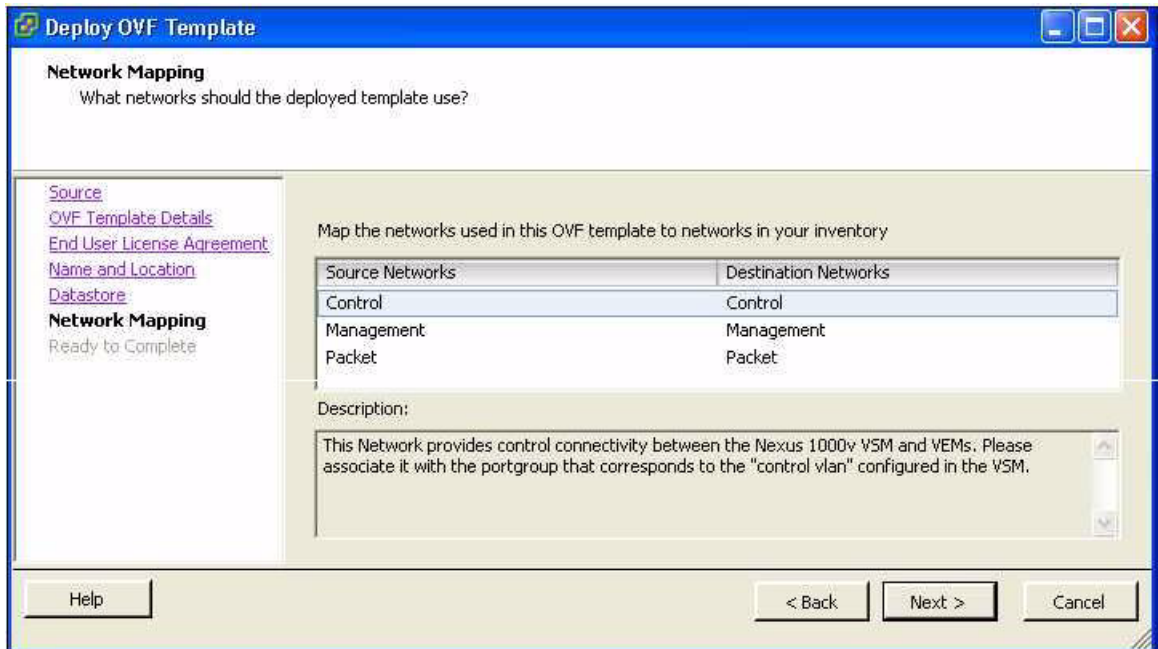 Deploy OVF Template
Network Mapping
What networks should the deployed template use?
Source
OVF Template Details
End User License Agreement
Name and Location
Datastore
Network Mapping
Ready to Complete
Map the networks used in this OVF template to networks in your inventory
Source Networks Destination Networks
Control Control
Management Management
Packet Packet
Description:
This Network provides control connectivity between the Nexus 1000v VSM and VEMs. Please
associate it with the portgroup that corresponds to the "control vlan" configured in the VSM.
Help < Back Next > Cancel